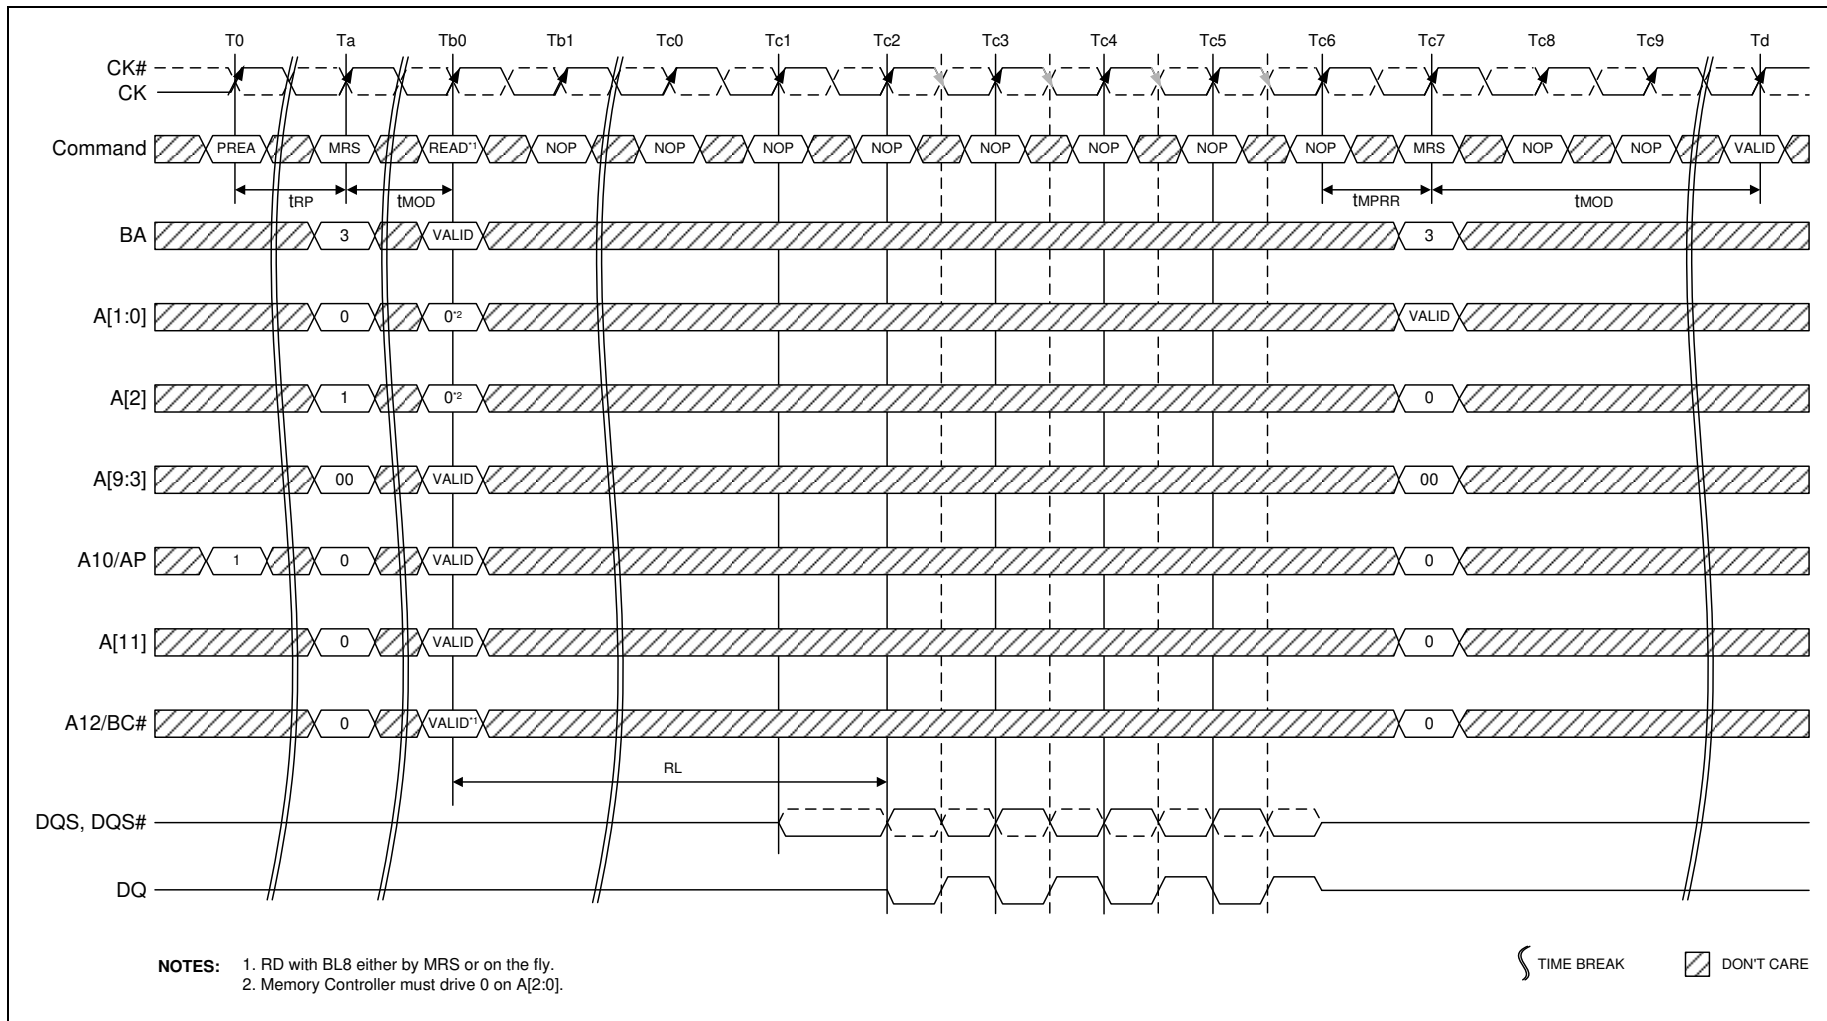 T0 Ta Tb0 Tb1 Tc0 Tc1 Tc2 Tc3 Tc4 Tc5 Tc6 Tc7 Tc8 Tc9 Td
CK#
CK
Command PREA MRS READ*1 NOP NOP NOP NOP NOP NOP NOP NOP MRS NOP NOP VALID
tRP tMOD tMPRR tMOD
BA 3 VALID 3
A[1:0] 0 0*2 VALID
A[2] 1 0*2 0
A[9:3] 00 VALID 00
A10/AP 1 0 VALID 0
A[11] 0 VALID 0
A12/BC# 0 VALID*1 0
RL
DQS, DQS#
DQ
NOTES: 1. RD with BL8 either by MRS or on the fly.
2. Memory Controller must drive 0 on A[2:0].
TIME BREAK DON'T CARE